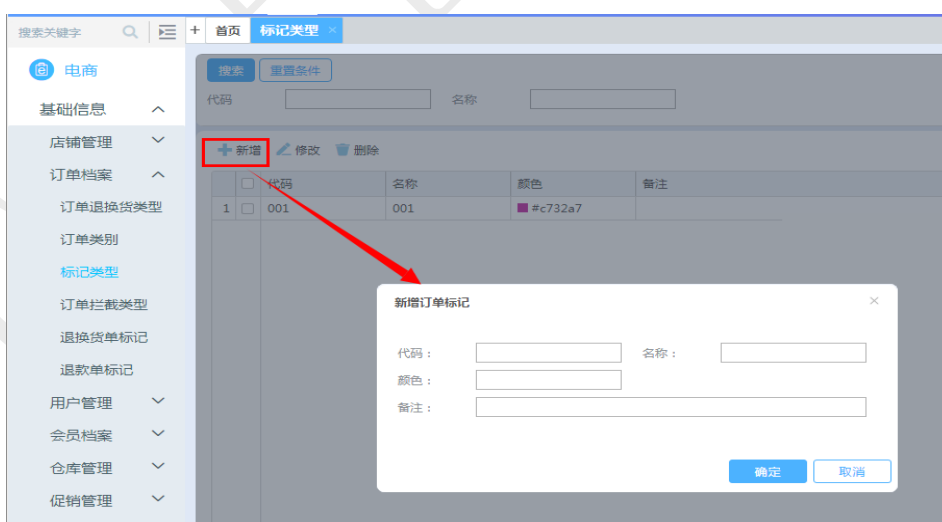 搜索关键字
+ 首页 标记类型 ×
电商
基础信息
店铺管理
订单档案
订单退换货类型
订单类别
标记类型
订单拦截类型
退换货单标记
退款单标记
用户管理
会员档案
仓库管理
促销管理
搜索 重置条件
代码 名称
新增 修改 删除
代码 名称 颜色 备注
1 001 001 #c732a7
新增订单标记 ×
代码： 名称：
颜色：
备注：
确定 取消